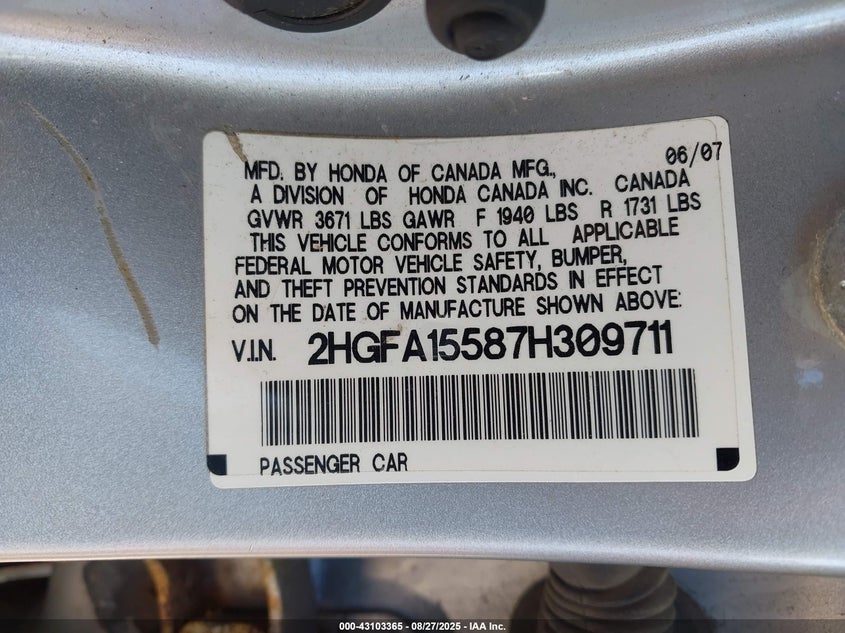 06/07
MFD. BY HONDA OF CANADA MFG.,
A DIVISION OF HONDA CANADA INC. CANADA
GVWR 3671 LBS GAWR F 1940 LBS R 1731 LBS
THIS VEHICLE CONFORMS TO ALL APPLICABLE
FEDERAL MOTOR VEHICLE SAFETY, BUMPER,
AND THEFT PREVENTION STANDARDS IN EFFECT
ON THE DATE OF MANUFACTURE SHOWN ABOVE:
V.I.N. 2HGFA15587H309711
PASSENGER CAR
000-43103365 - 08/27/2025 - IAA Inc.